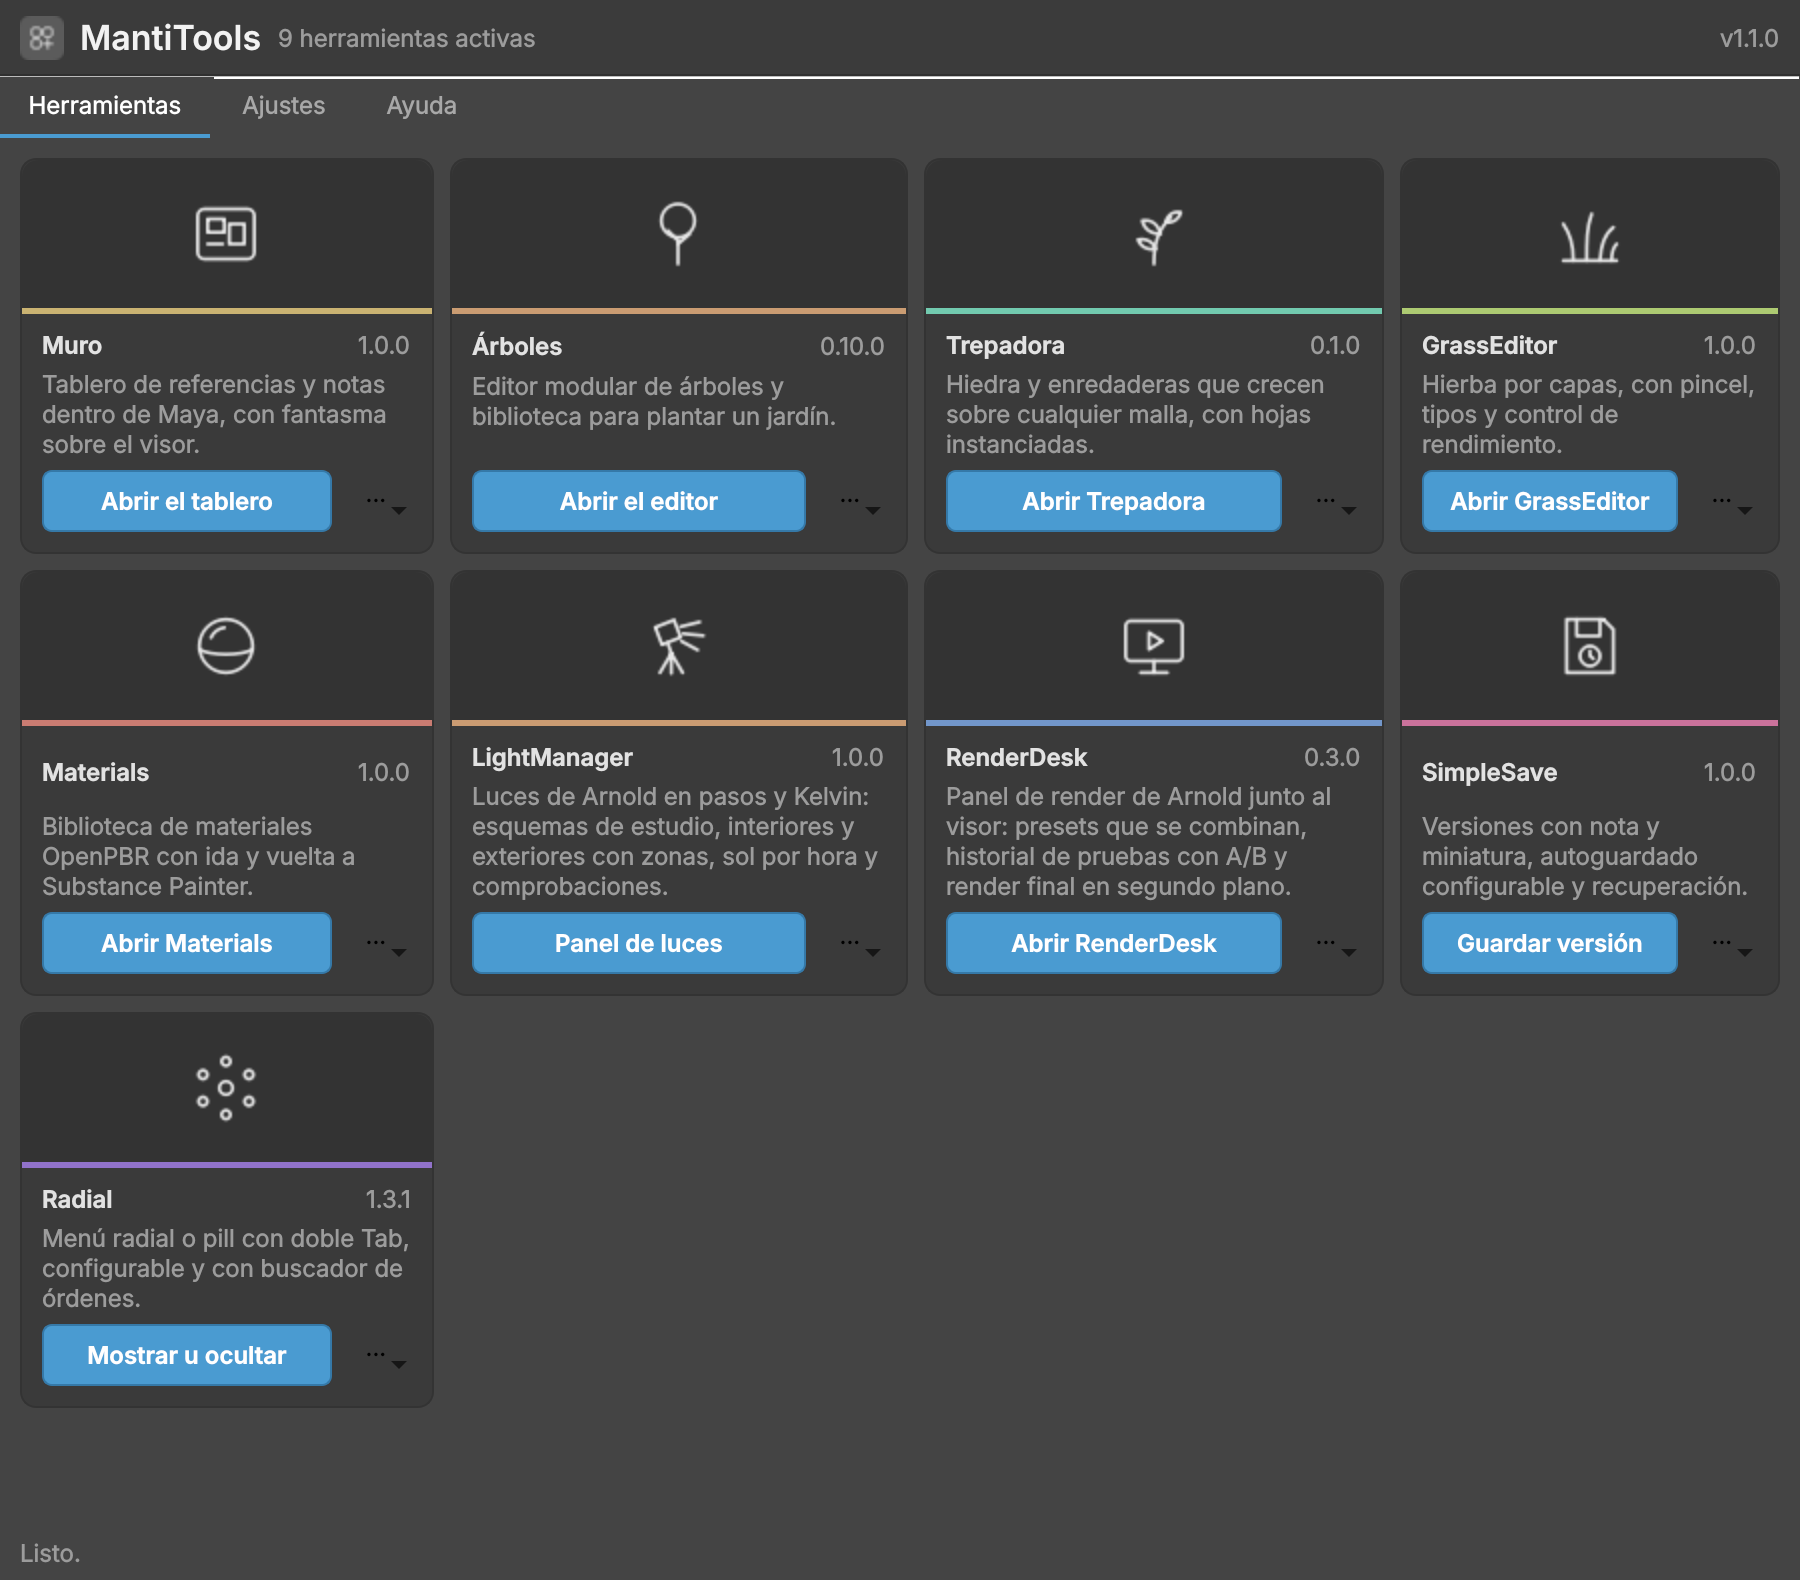 MantiTools 9 herramientas activas v1.1.0
Herramientas Ajustes Ayuda
Muro 1.0.0
Tablero de referencias y notas
dentro de Maya, con fantasma
sobre el visor.
Abrir el tablero ...
Árboles 0.10.0
Editor modular de árboles y
biblioteca para plantar un jardín.
Abrir el editor ...
Trepadora 0.1.0
Hiedra y enredaderas que crecen
sobre cualquier malla, con hojas
instanciadas.
Abrir Trepadora ...
GrassEditor 1.0.0
Hierba por capas, con pincel,
tipos y control de
rendimiento.
Abrir GrassEditor ...
Materials 1.0.0
Biblioteca de materiales
OpenPBR con ida y vuelta a
Substance Painter.
Abrir Materials ...
LightManager 1.0.0
Luces de Arnold en pasos y Kelvin:
esquemas de estudio, interiores y
exteriores con zonas, sol por hora y
comprobaciones.
Panel de luces ...
RenderDesk 0.3.0
Panel de render de Arnold junto al
visor: presets que se combinan,
historial de pruebas con A/B y
render final en segundo plano.
Abrir RenderDesk ...
SimpleSave 1.0.0
Versiones con nota y
miniatura, autoguardado
configurable y recuperación.
Guardar versión ...
Radial 1.3.1
Menú radial o pill con doble Tab,
configurable y con buscador de
órdenes.
Mostrar u ocultar ...
Listo.